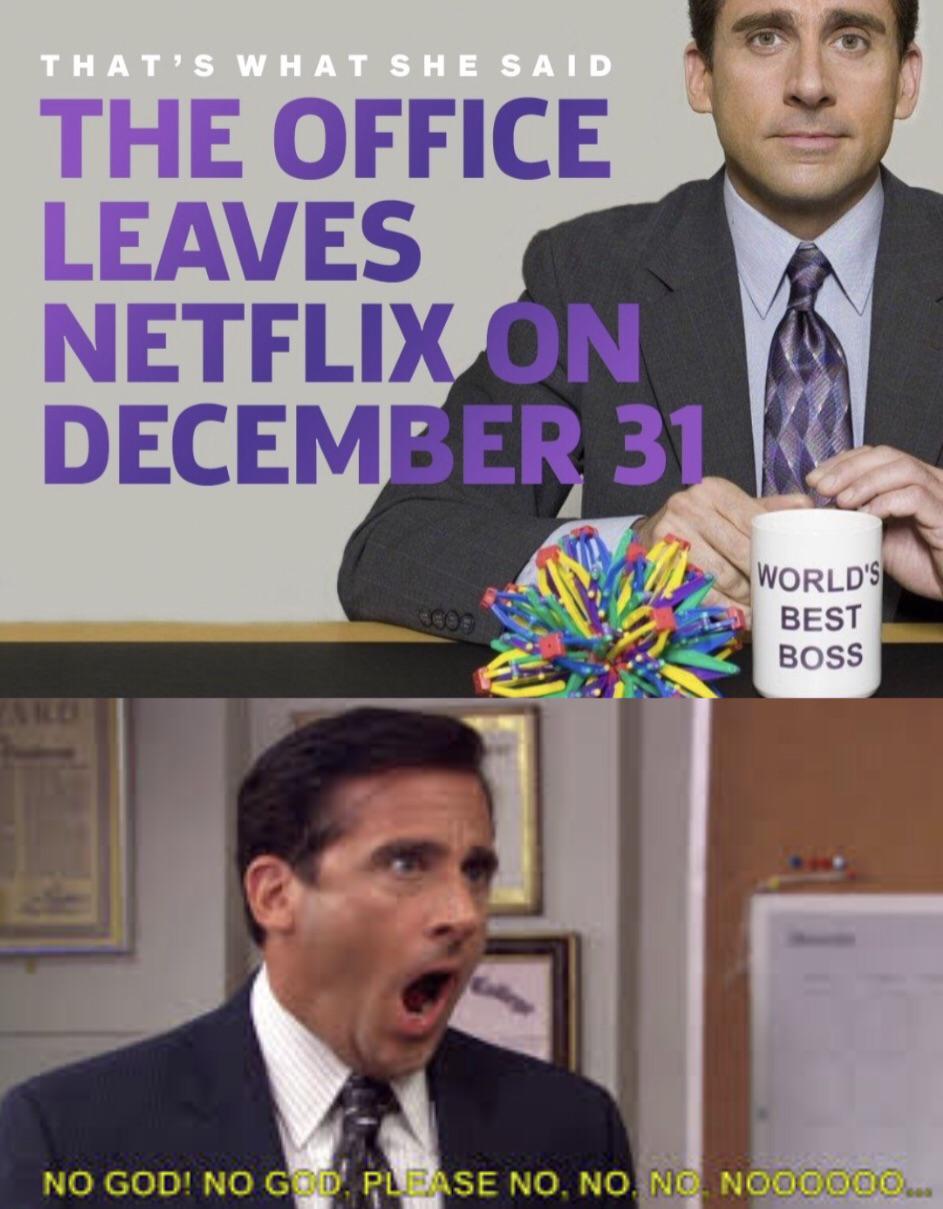 THAT'S WHAT SHE SAID
THE OFFICE
LEAVES
NETFLIX ON
DECEMBER 31
WORLD'S
BEST
BOSS
College
NO GOD! NO GOD, PLEASE NO, NO, NO, NOOOOOO...